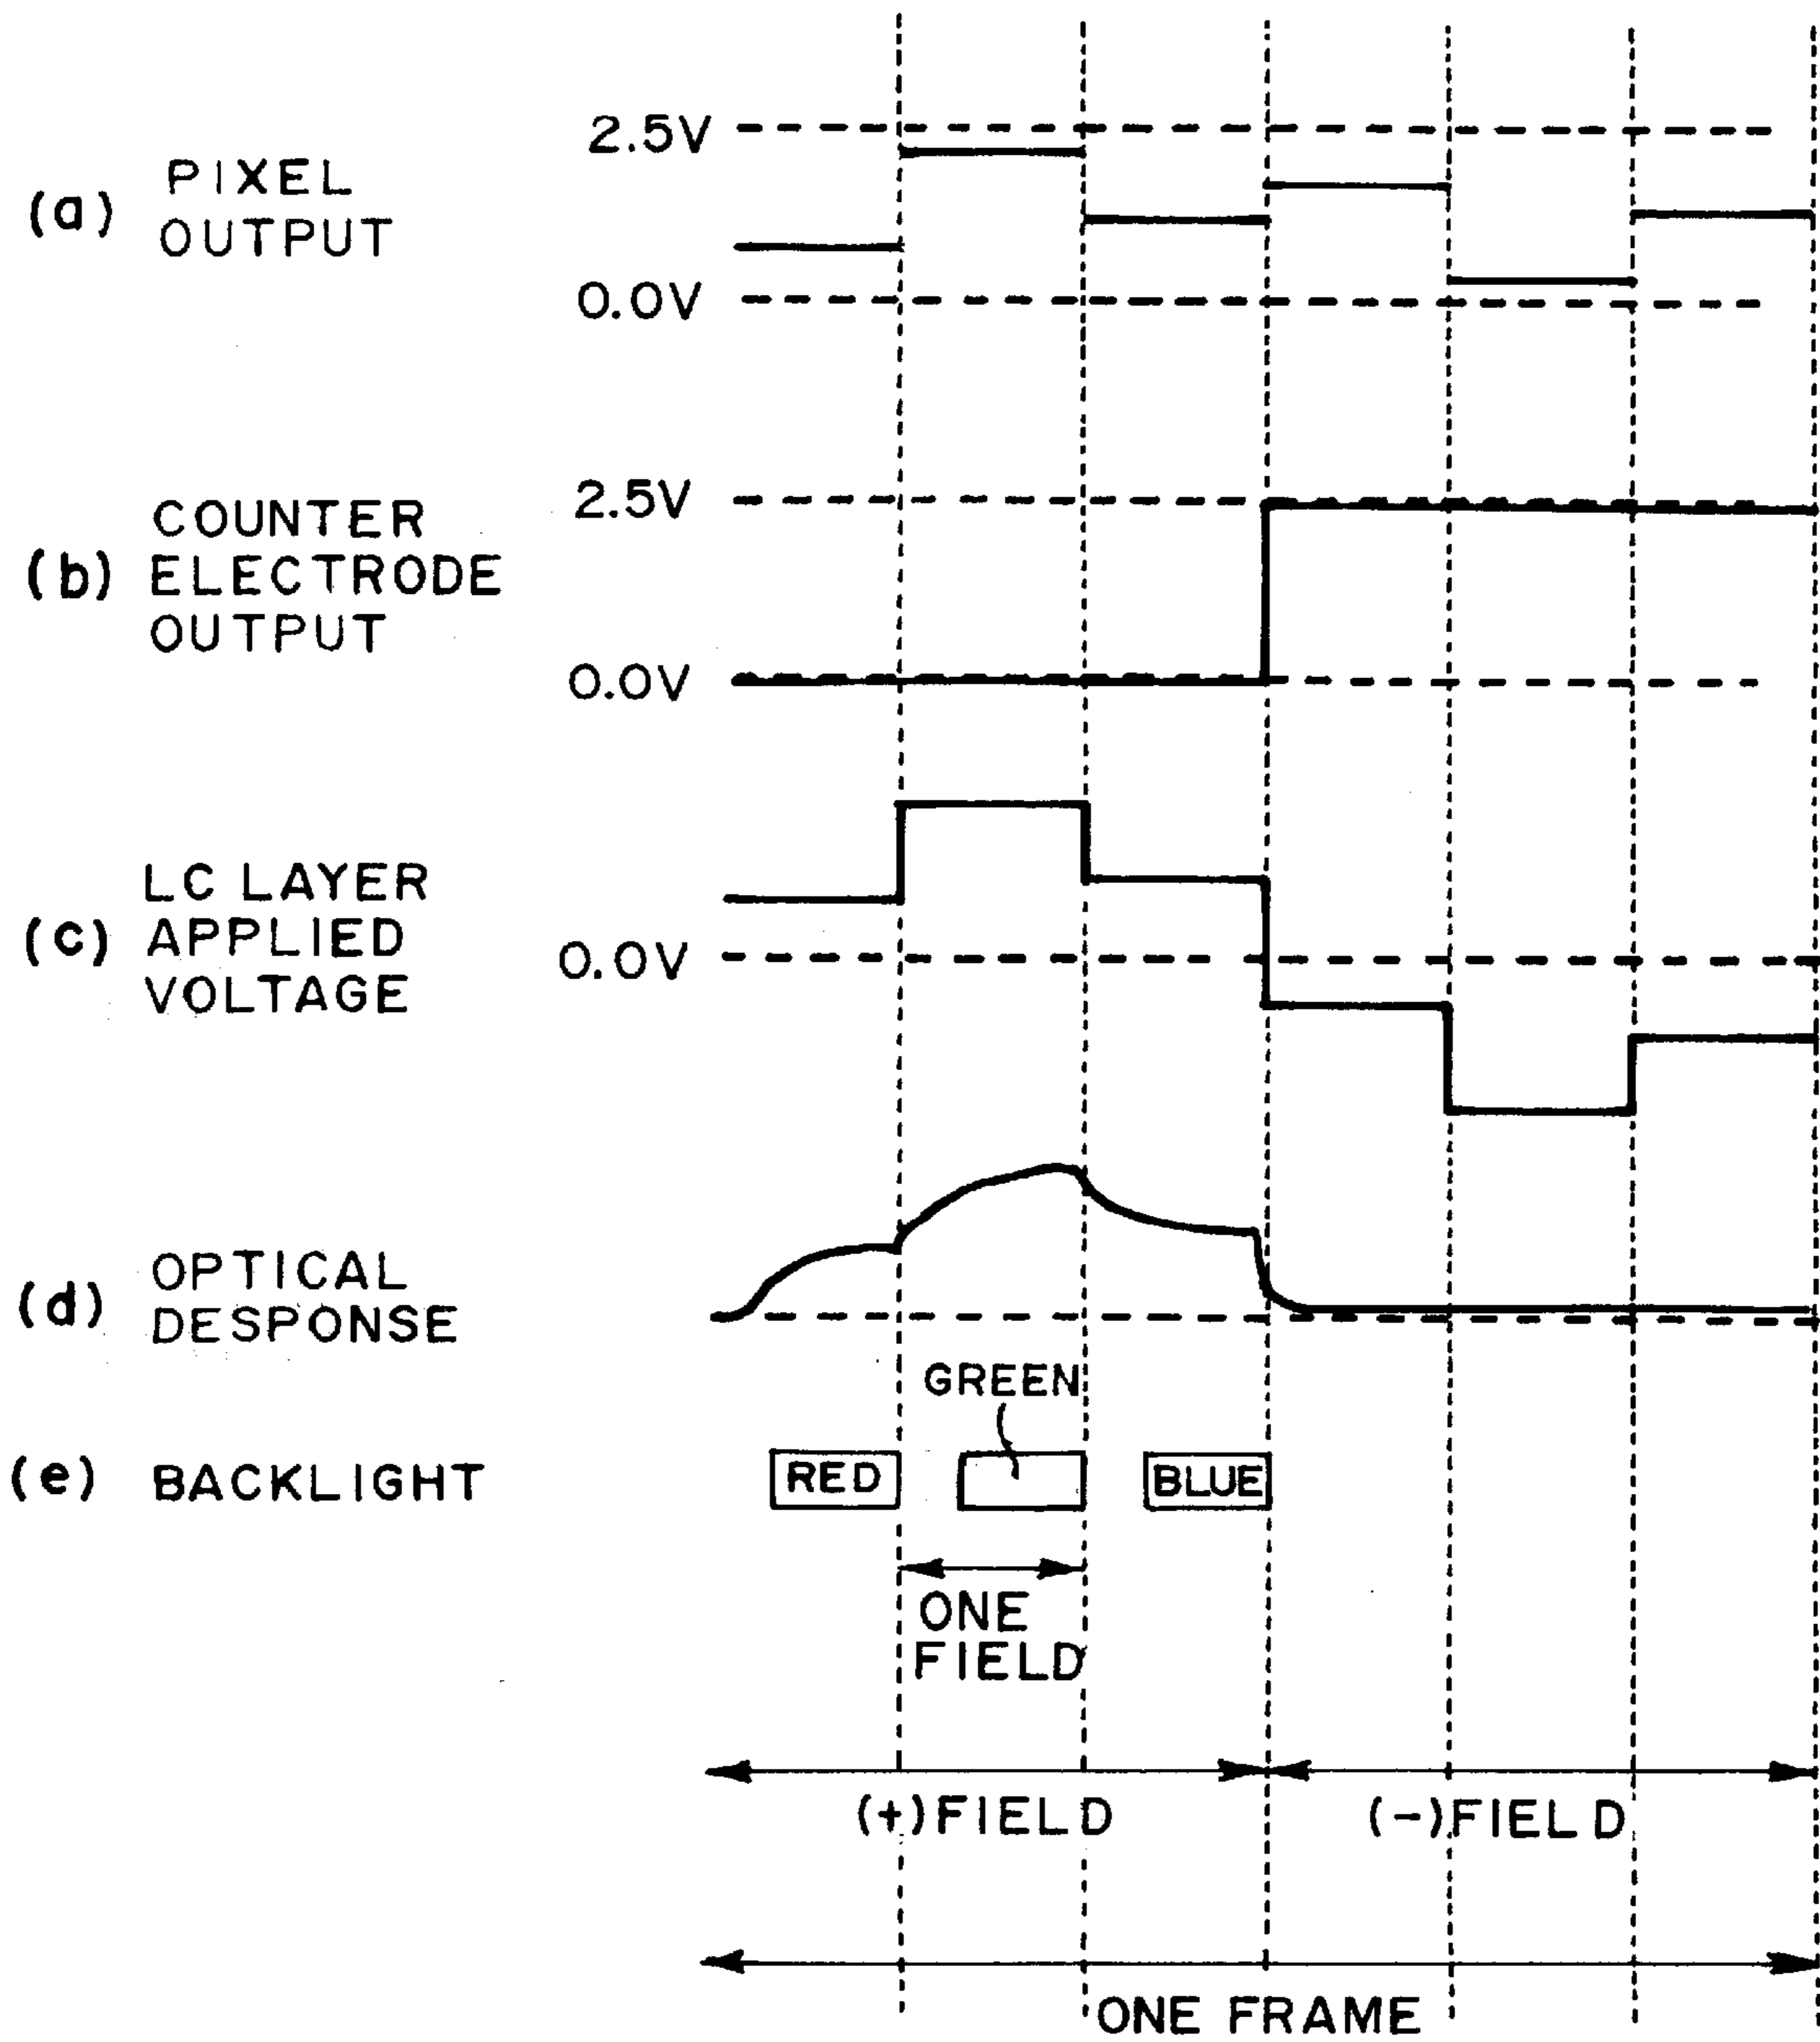 2.5V
(a) PIXEL
OUTPUT
0.0V
COUNTER
2.5V
(b) ELECTRODE
OUTPUT
0.0V
LC LAYER
(c) APPLIED
0.0V
VOLTAGE
(d) OPTICAL
DESPONSE
GREEN
(e) BACKLIGHT
RED
BLUE
ONE
FIELD
(+)FIELD
(-)FIELD
ONE FRAME